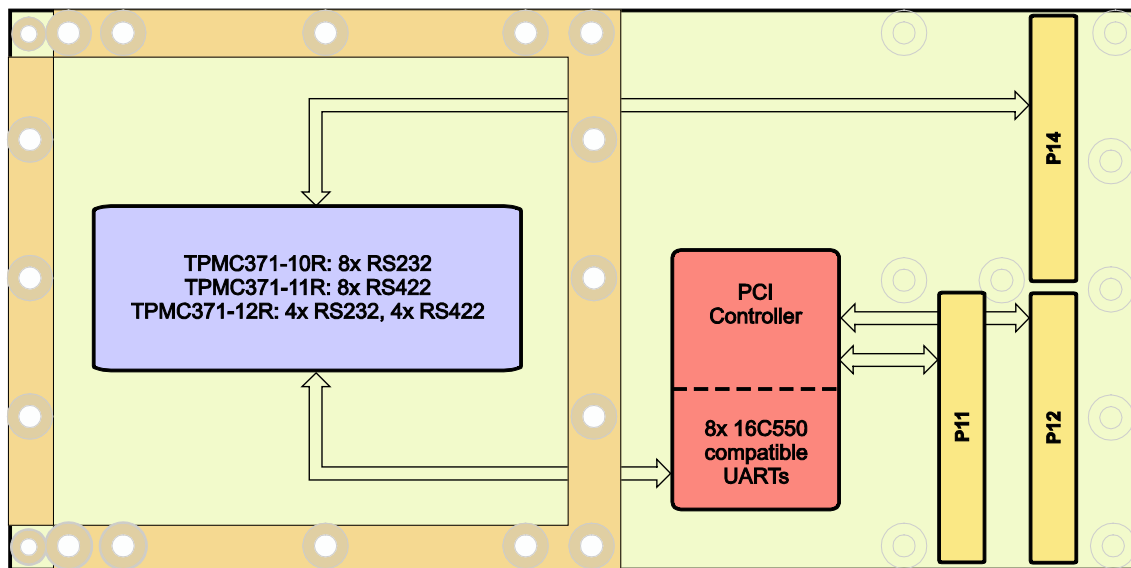 P14
TPMC371-10R: 8x RS232
TPMC371-11R: 8x RS422
TPMC371-12R: 4x RS232, 4x RS422
PCI
Controller
8x 16C550
compatible
UARTs
P11
P12